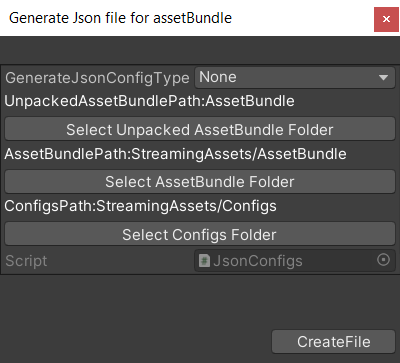 Generate Json file for assetBundle
GenerateJsonConfigType None
UnpackedAssetBundlePath:AssetBundle
Select Unpacked AssetBundle Folder
AssetBundlePath:StreamingAssets/AssetBundle
Select AssetBundle Folder
ConfigsPath:StreamingAssets/Configs
Select Configs Folder
Script JsonConfigs
CreateFile